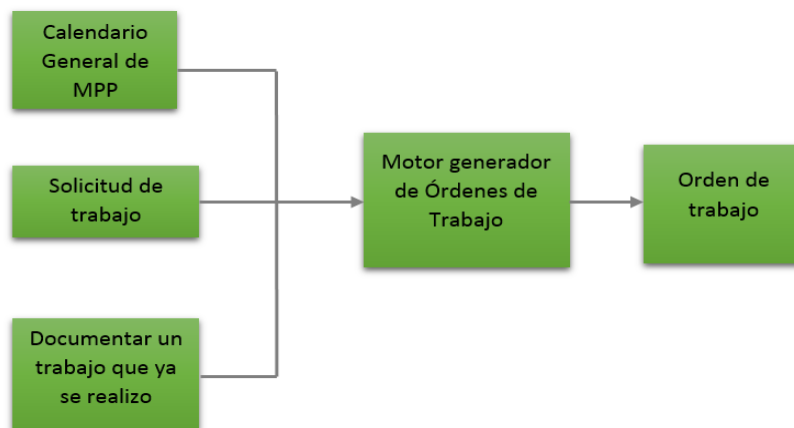 Calendario
General de
MPP
Solicitud de
trabajo
Documentar un
trabajo que ya
se realizo
Motor generador
de Órdenes de
Trabajo
Orden de
trabajo